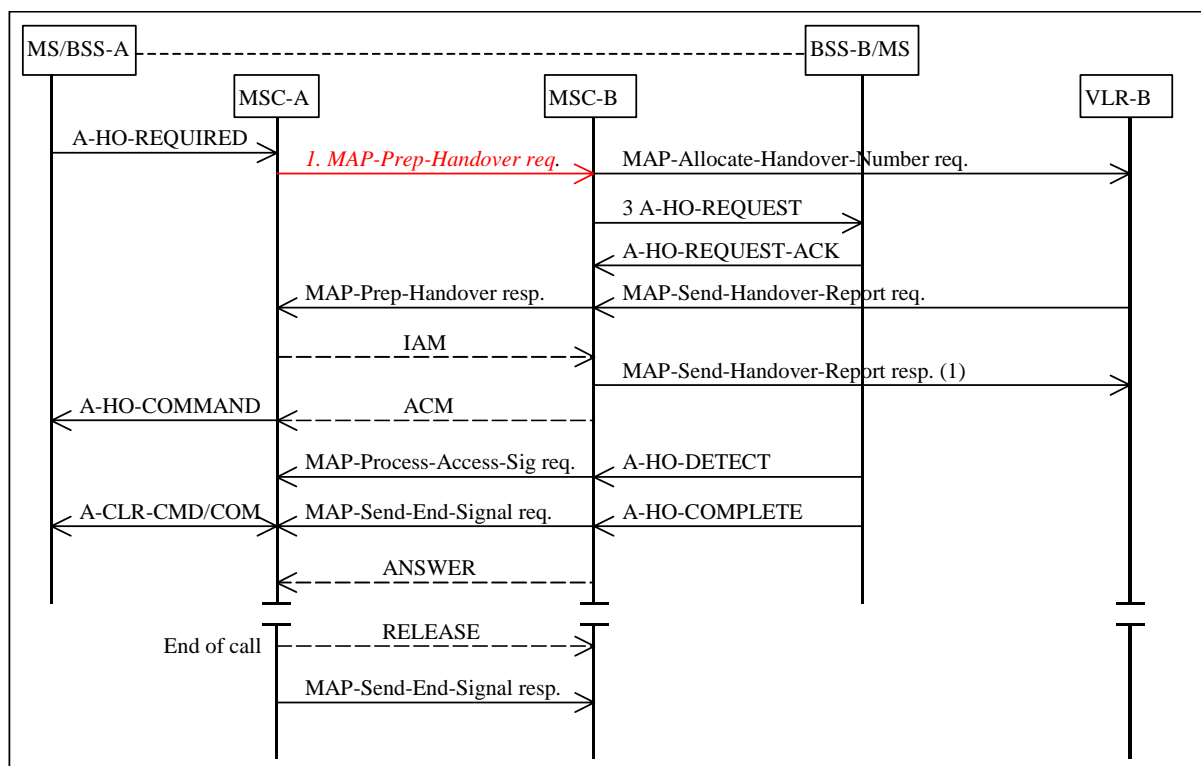 MS/BSS-A
BSS-B/MS
MSC-A
MSC-B
VLR-B
A-HO-REQUIRED
1. MAP-Prep-Handover req.
MAP-Allocate-Handover-Number req.
3 A-HO-REQUEST
A-HO-REQUEST-ACK
MAP-Prep-Handover resp.
MAP-Send-Handover-Report req.
IAM
MAP-Send-Handover-Report resp. (1)
A-HO-COMMAND
ACM
MAP-Process-Access-Sig req.
A-HO-DETECT
A-CLR-CMD/COM
MAP-Send-End-Signal req.
A-HO-COMPLETE
ANSWER
End of call
RELEASE
MAP-Send-End-Signal resp.